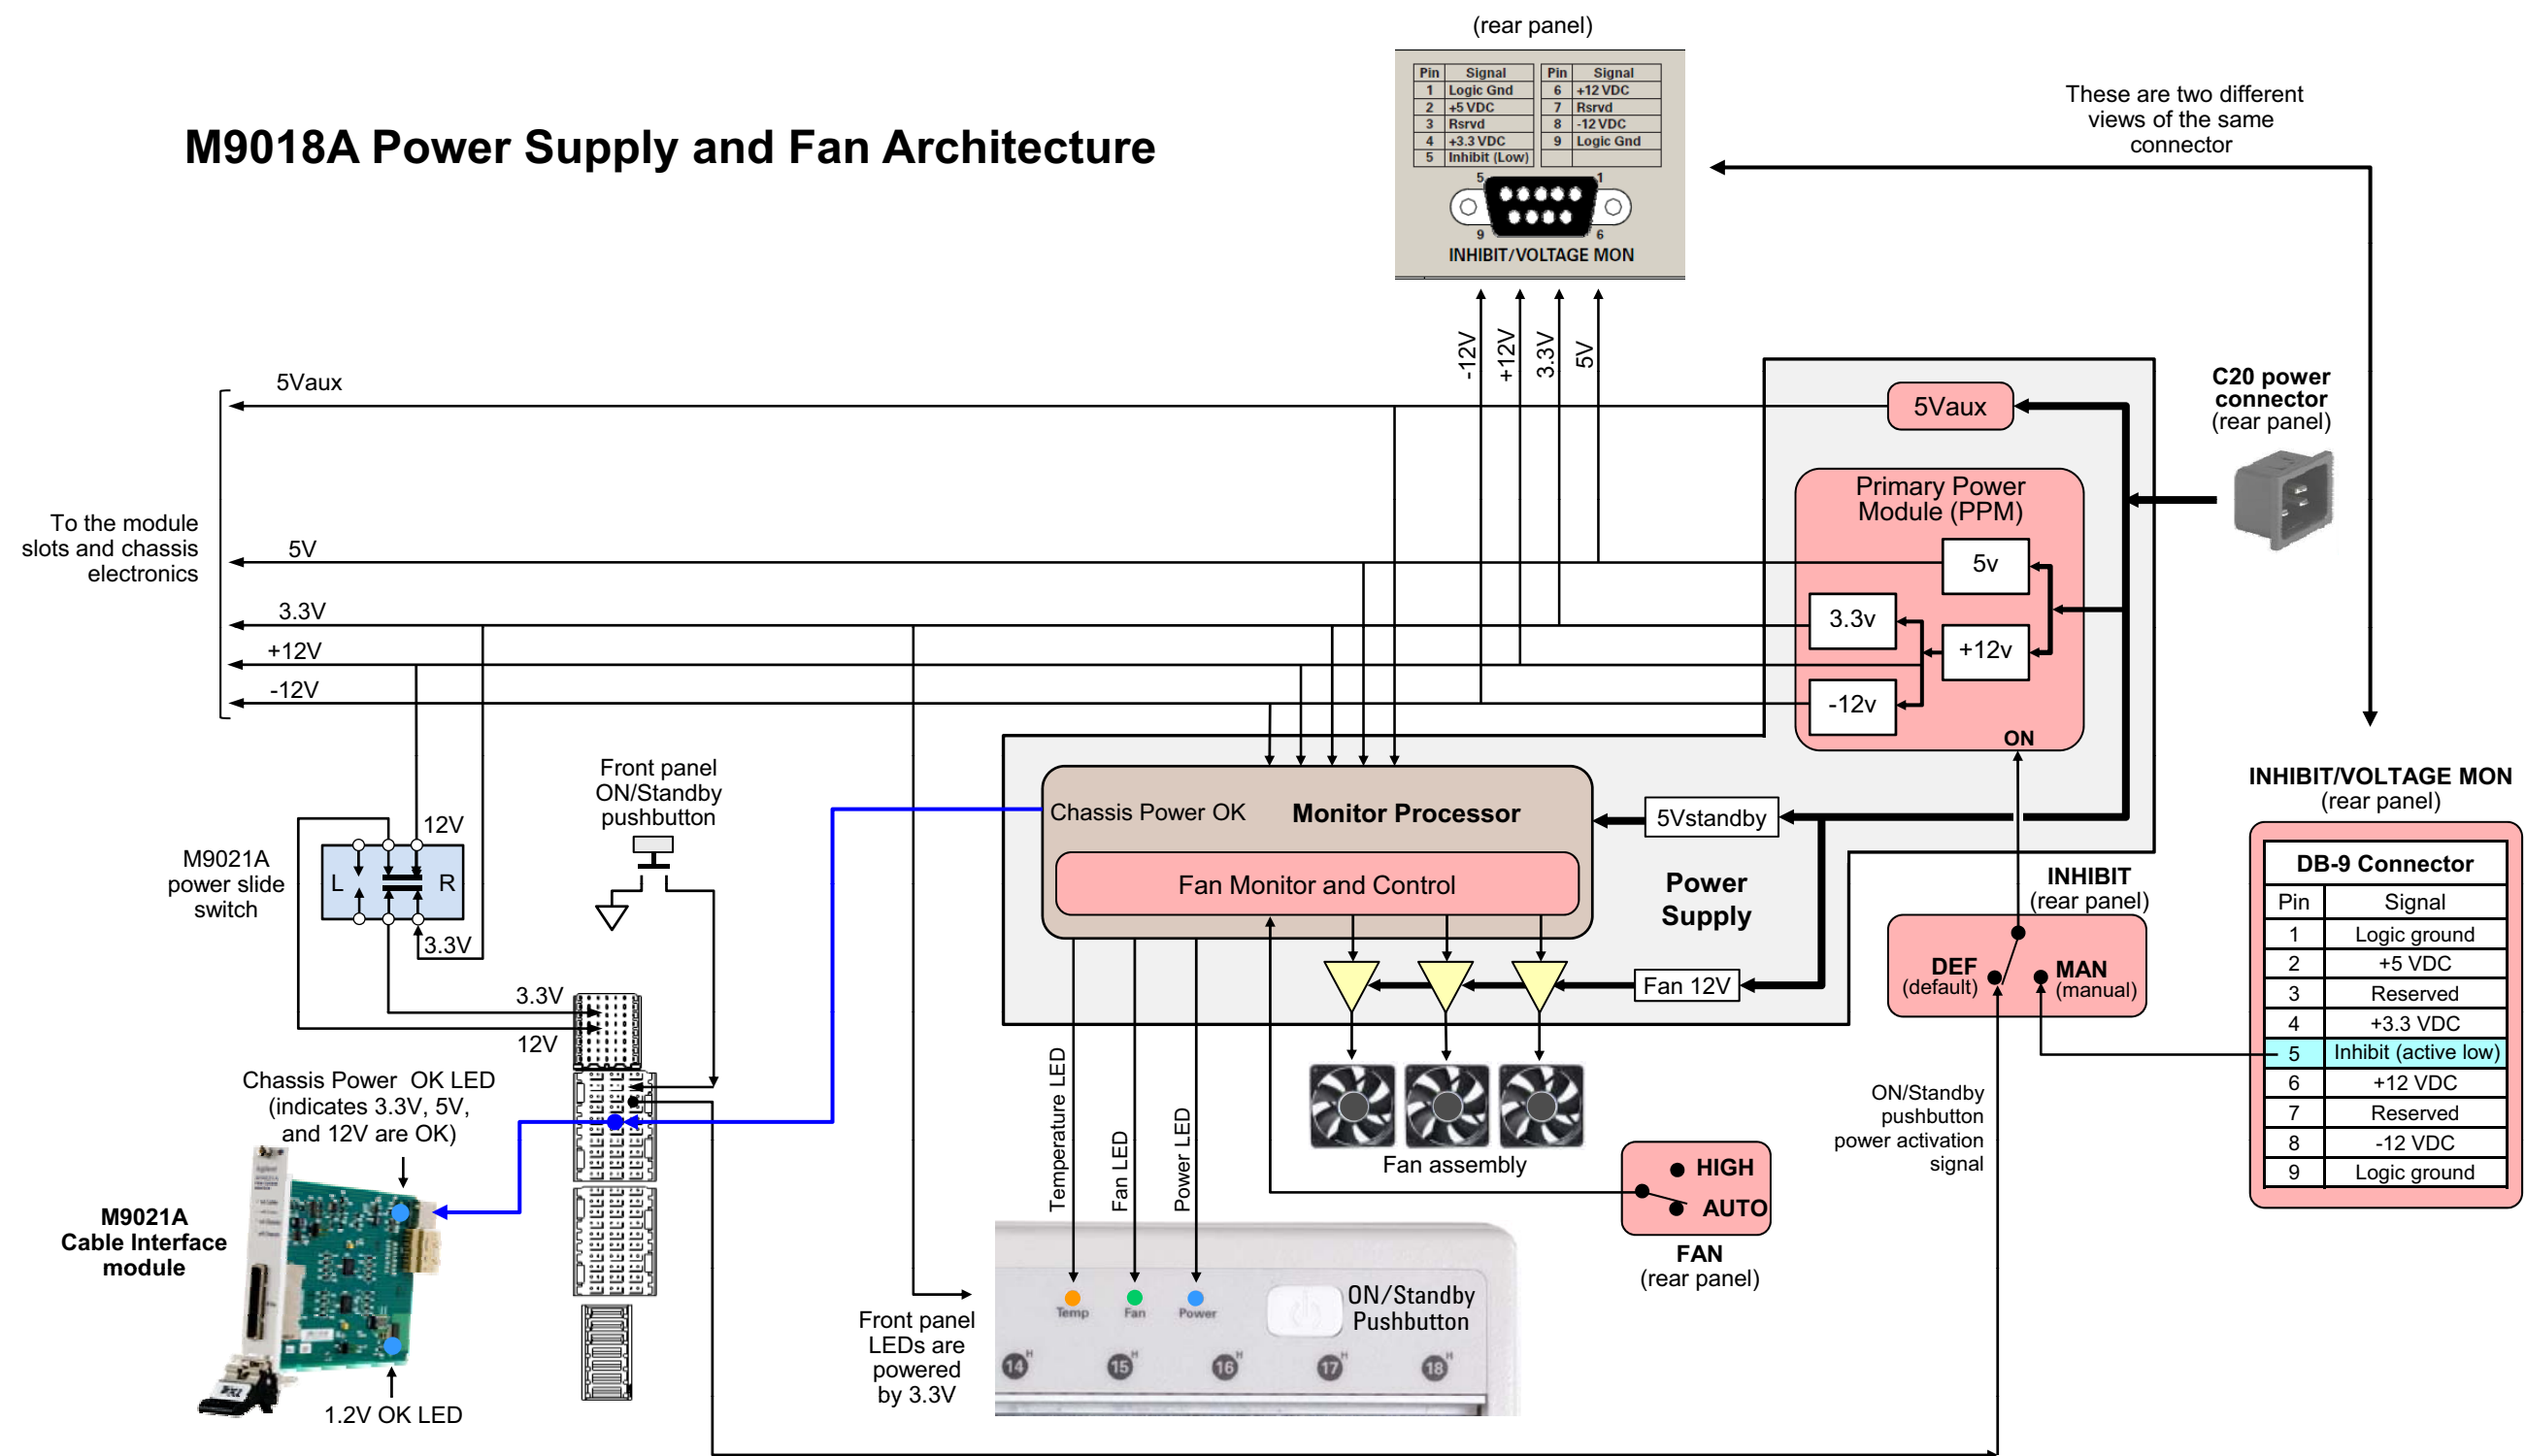 (rear panel)
Pin Signal Pin Signal
1 Logic Gnd 6 +12 VDC
2 +5 VDC 7 Rsrvd
3 Rsrvd 8 -12 VDC
4 +3.3 VDC 9 Logic Gnd
5 Inhibit (Low)
5 1
9 6
INHIBIT/VOLTAGE MON
These are two different
views of the same
connector
M9018A Power Supply and Fan Architecture
-12V
+12V
3.3V
5V
5Vaux
5Vaux
C20 power
connector
(rear panel)
Primary Power
Module (PPM)
To the module
slots and chassis
electronics
5V
5v
3.3V
3.3v
+12V
+12v
-12V
-12v
ON
Front panel
ON/Standby
pushbutton
INHIBIT/VOLTAGE MON
(rear panel)
Chassis Power OK
Monitor Processor
5Vstandby
12V
M9021A
power slide
switch
L R
3.3V
Fan Monitor and Control
Power
Supply
INHIBIT
(rear panel)
DEF
(default)
MAN
(manual)
Fan 12V
DB-9 Connector
Pin Signal
1 Logic ground
2 +5 VDC
3 Reserved
4 +3.3 VDC
5 Inhibit (active low)
6 +12 VDC
7 Reserved
8 -12 VDC
9 Logic ground
3.3V
12V
Chassis Power OK LED
(indicates 3.3V, 5V,
and 12V are OK)
Temperature LED
Fan LED
Power LED
Fan assembly
ON/Standby
pushbutton
power activation
signal
HIGH
AUTO
FAN
(rear panel)
M9021A
Cable Interface
module
1.2V OK LED
Front panel
LEDs are
powered
by 3.3V
Temp Fan Power
ON/Standby
Pushbutton
14 H 15 H 16 H 17 H 18 H